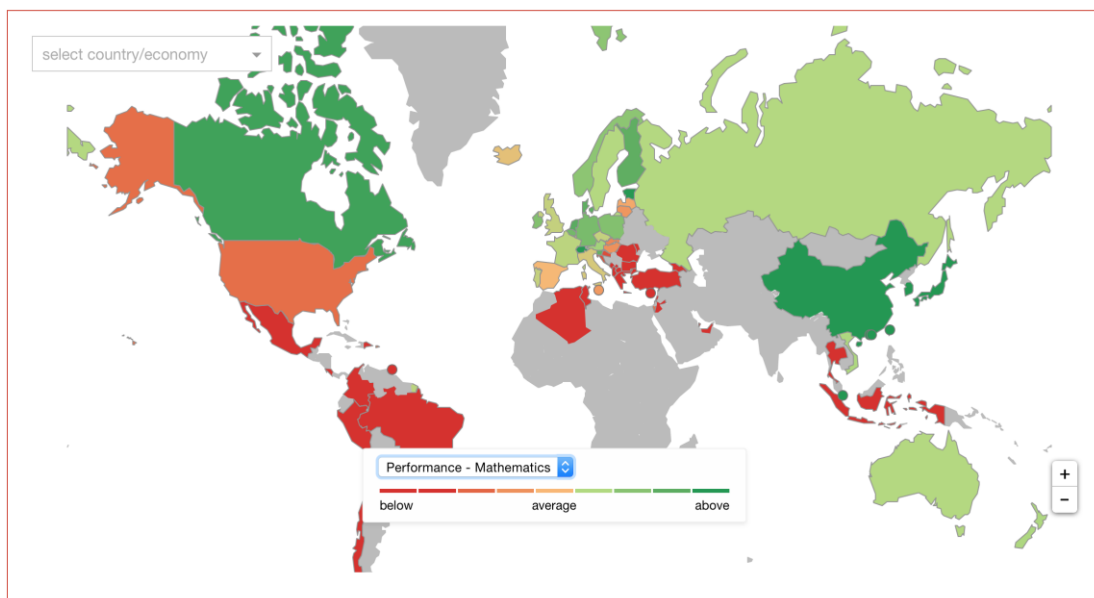 select country/economy
Performance - Mathematics
below average above
+
−